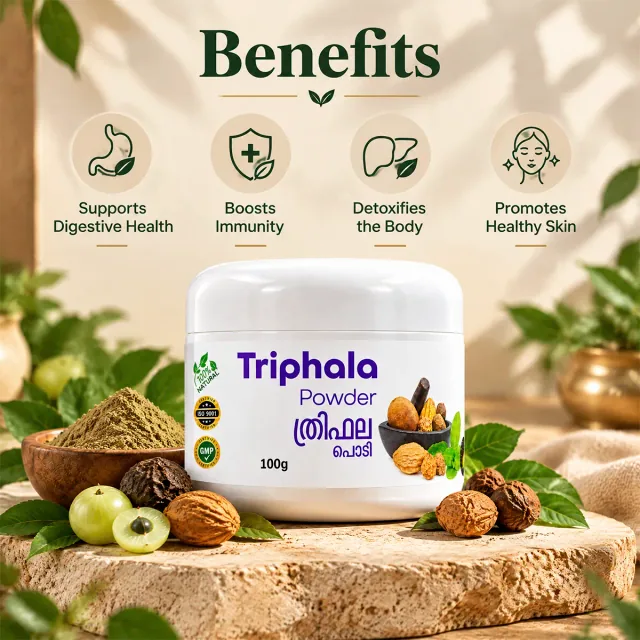 Benefits
Supports
Digestive Health
Boosts
Immunity
Detoxifies
the Body
Promotes
Healthy Skin
100%
NATURAL
Triphala
Powder
ത്രിഫല
പൊടി
ISO 9001
GMP
100g